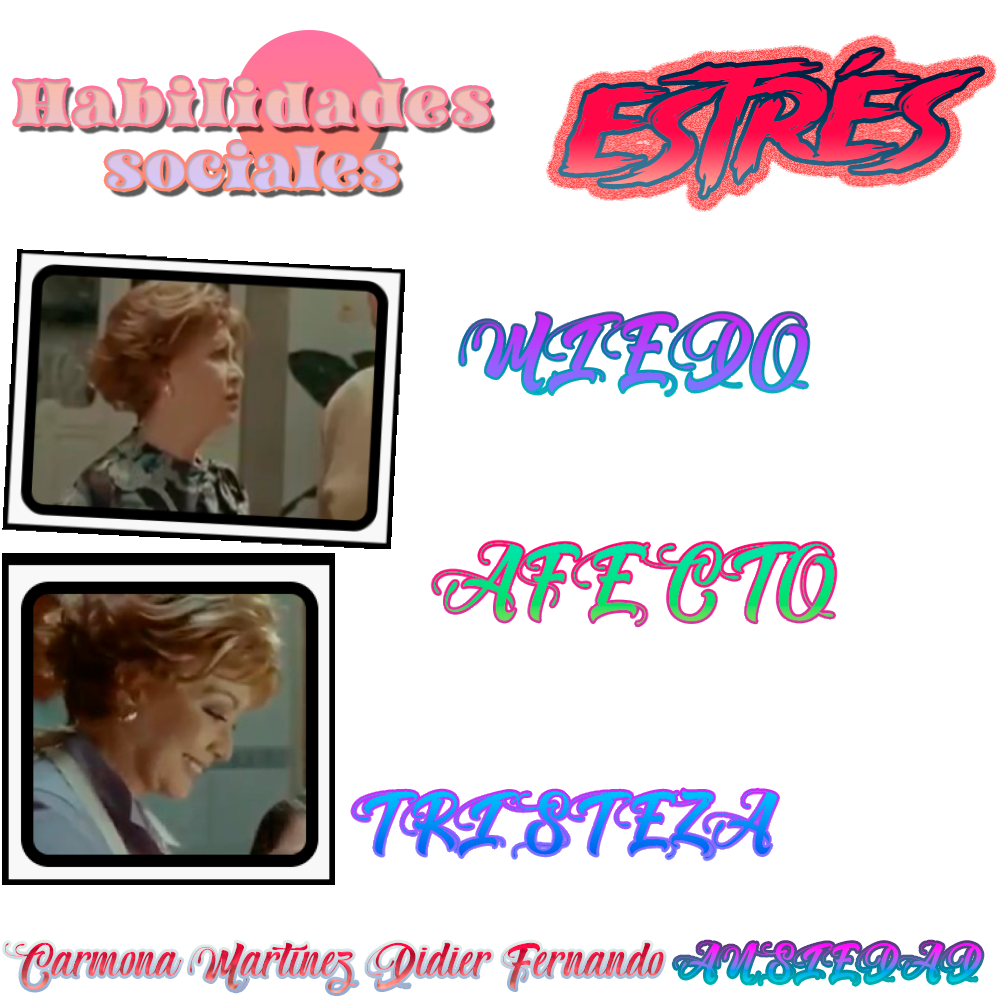 Habilidades
sociales
ESTRÉS
MIEDO
AFECTO
TRISTEZA
Carmona Martínez Didier Fernando ANSIEDAD